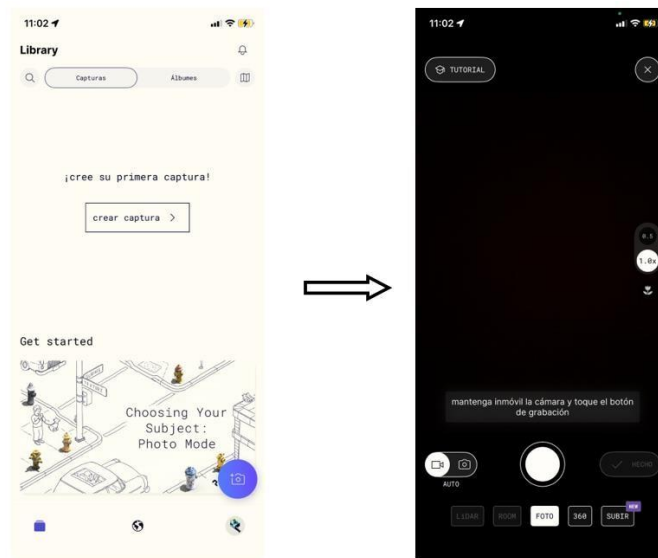 11:02
Library
Capturas
Álbumes
¡cree su primera captura!
crear captura >
Get started
Choosing Your
Subject:
Photo Mode
11:02
TUTORIAL
0.5
1.0x
mantenga inmóvil la cámara y toque el botón
de grabación
HECHO
AUTO
NEW
LIDAR
ROOM
FOTO
360
SUBIR